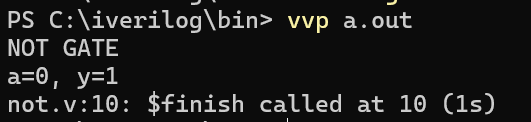 PS C:\iverilog\bin> vvp a.out
NOT GATE
a=0, y=1
not.v:10: $finish called at 10 (1s)